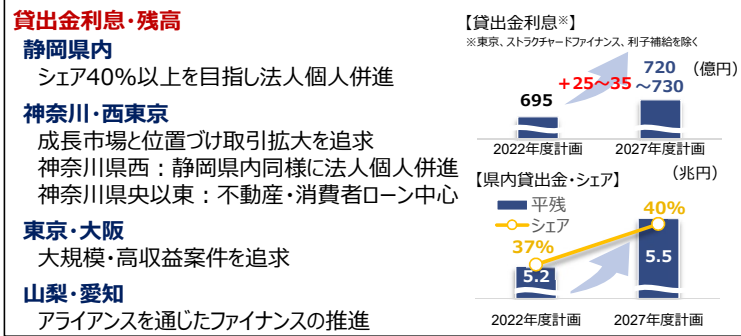 貸出金利息・残高
静岡県内
シェア40％以上を目指し法人個人併進
神奈川・西東京
成長市場と位置づけ取引拡大を追求
神奈川県西：静岡県内同様に法人個人併進
神奈川県央以東：不動産・消費者ローン中心
東京・大阪
大規模・高収益案件を追求
山梨・愛知
アライアンスを通じたファイナンスの推進
【貸出金利息※】
※東京、ストラクチャードファイナンス、利子補給を除く
720
～730
(億円)
＋25～35
695
2022年度計画
2027年度計画
【県内貸出金・シェア】
(兆円)
平残
シェア
40%
37%
5.5
5.2
2022年度計画
2027年度計画